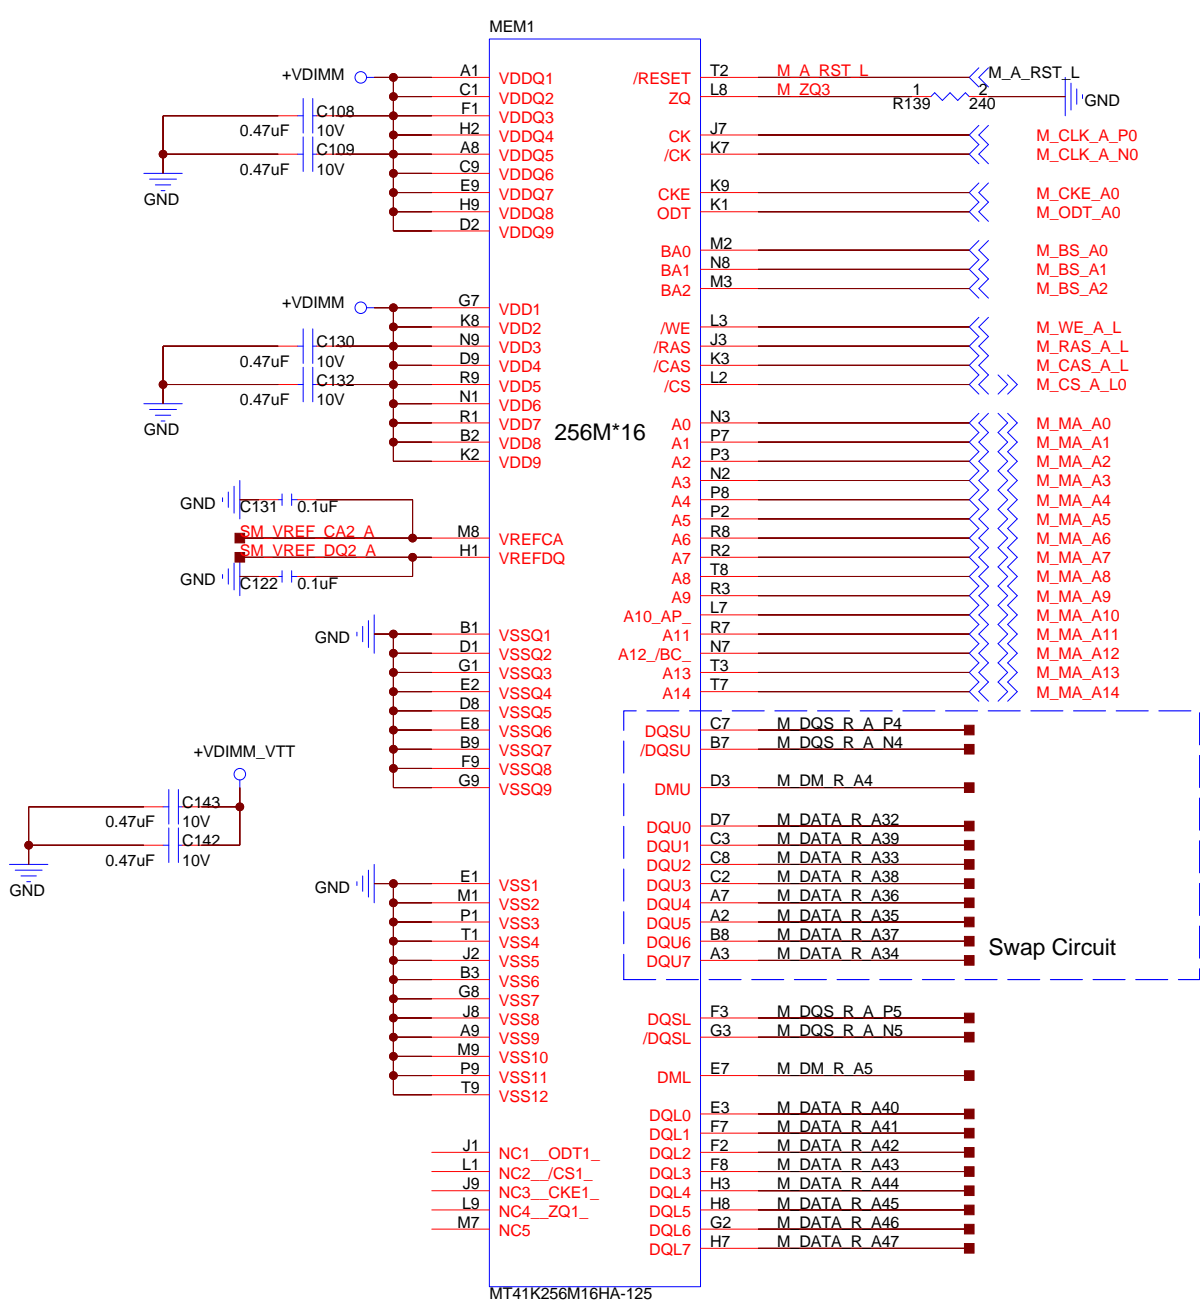 MEM1
+VDIMM
A1 VDDQ1
C1 VDDQ2
F1 VDDQ3
H2 VDDQ4
A8 VDDQ5
C9 VDDQ6
E9 VDDQ7
H9 VDDQ8
D2 VDDQ9
C108
0.47uF 10V
C109
0.47uF 10V
GND
+VDIMM
G7 VDD1
K8 VDD2
N9 VDD3
D9 VDD4
R9 VDD5
N1 VDD6
R1 VDD7
B2 VDD8
K2 VDD9
C130
0.47uF 10V
C132
0.47uF 10V
GND
256M*16
GND C131 0.1uF
SM_VREF_CA2_A M8 VREFCA
SM_VREF_DQ2_A H1 VREFDQ
GND C122 0.1uF
GND
B1 VSSQ1
D1 VSSQ2
G1 VSSQ3
E2 VSSQ4
D8 VSSQ5
E8 VSSQ6
B9 VSSQ7
F9 VSSQ8
G9 VSSQ9
+VDIMM_VTT
C143
0.47uF 10V
C142
0.47uF 10V
GND
GND
E1 VSS1
M1 VSS2
P1 VSS3
T1 VSS4
J2 VSS5
B3 VSS6
G8 VSS7
J8 VSS8
A9 VSS9
M9 VSS10
P9 VSS11
T9 VSS12
J1 NC1__ODT1_
L1 NC2__/CS1_
J9 NC3__CKE1_
L9 NC4__ZQ1_
M7 NC5
/RESET T2 M_A_RST_L M_A_RST_L
ZQ L8 M_ZQ3 R139 1 2 240 GND
CK J7 M_CLK_A_P0
/CK K7 M_CLK_A_N0
CKE K9 M_CKE_A0
ODT K1 M_ODT_A0
BA0 M2 M_BS_A0
BA1 N8 M_BS_A1
BA2 M3 M_BS_A2
/WE L3 M_WE_A_L
/RAS J3 M_RAS_A_L
/CAS K3 M_CAS_A_L
/CS L2 M_CS_A_L0
A0 N3 M_MA_A0
A1 P7 M_MA_A1
A2 P3 M_MA_A2
A3 N2 M_MA_A3
A4 P8 M_MA_A4
A5 P2 M_MA_A5
A6 R8 M_MA_A6
A7 R2 M_MA_A7
A8 T8 M_MA_A8
A9 R3 M_MA_A9
A10_AP_ L7 M_MA_A10
A11 R7 M_MA_A11
A12_/BC_ N7 M_MA_A12
A13 T3 M_MA_A13
A14 T7 M_MA_A14
DQSU C7 M_DQS_R_A_P4
/DQSU B7 M_DQS_R_A_N4
DMU D3 M_DM_R_A4
DQU0 D7 M_DATA_R_A32
DQU1 C3 M_DATA_R_A39
DQU2 C8 M_DATA_R_A33
DQU3 C2 M_DATA_R_A38
DQU4 A7 M_DATA_R_A36
DQU5 A2 M_DATA_R_A35
DQU6 B8 M_DATA_R_A37
DQU7 A3 M_DATA_R_A34
Swap Circuit
DQSL F3 M_DQS_R_A_P5
/DQSL G3 M_DQS_R_A_N5
DML E7 M_DM_R_A5
DQL0 E3 M_DATA_R_A40
DQL1 F7 M_DATA_R_A41
DQL2 F2 M_DATA_R_A42
DQL3 F8 M_DATA_R_A43
DQL4 H3 M_DATA_R_A44
DQL5 H8 M_DATA_R_A45
DQL6 G2 M_DATA_R_A46
DQL7 H7 M_DATA_R_A47
MT41K256M16HA-125